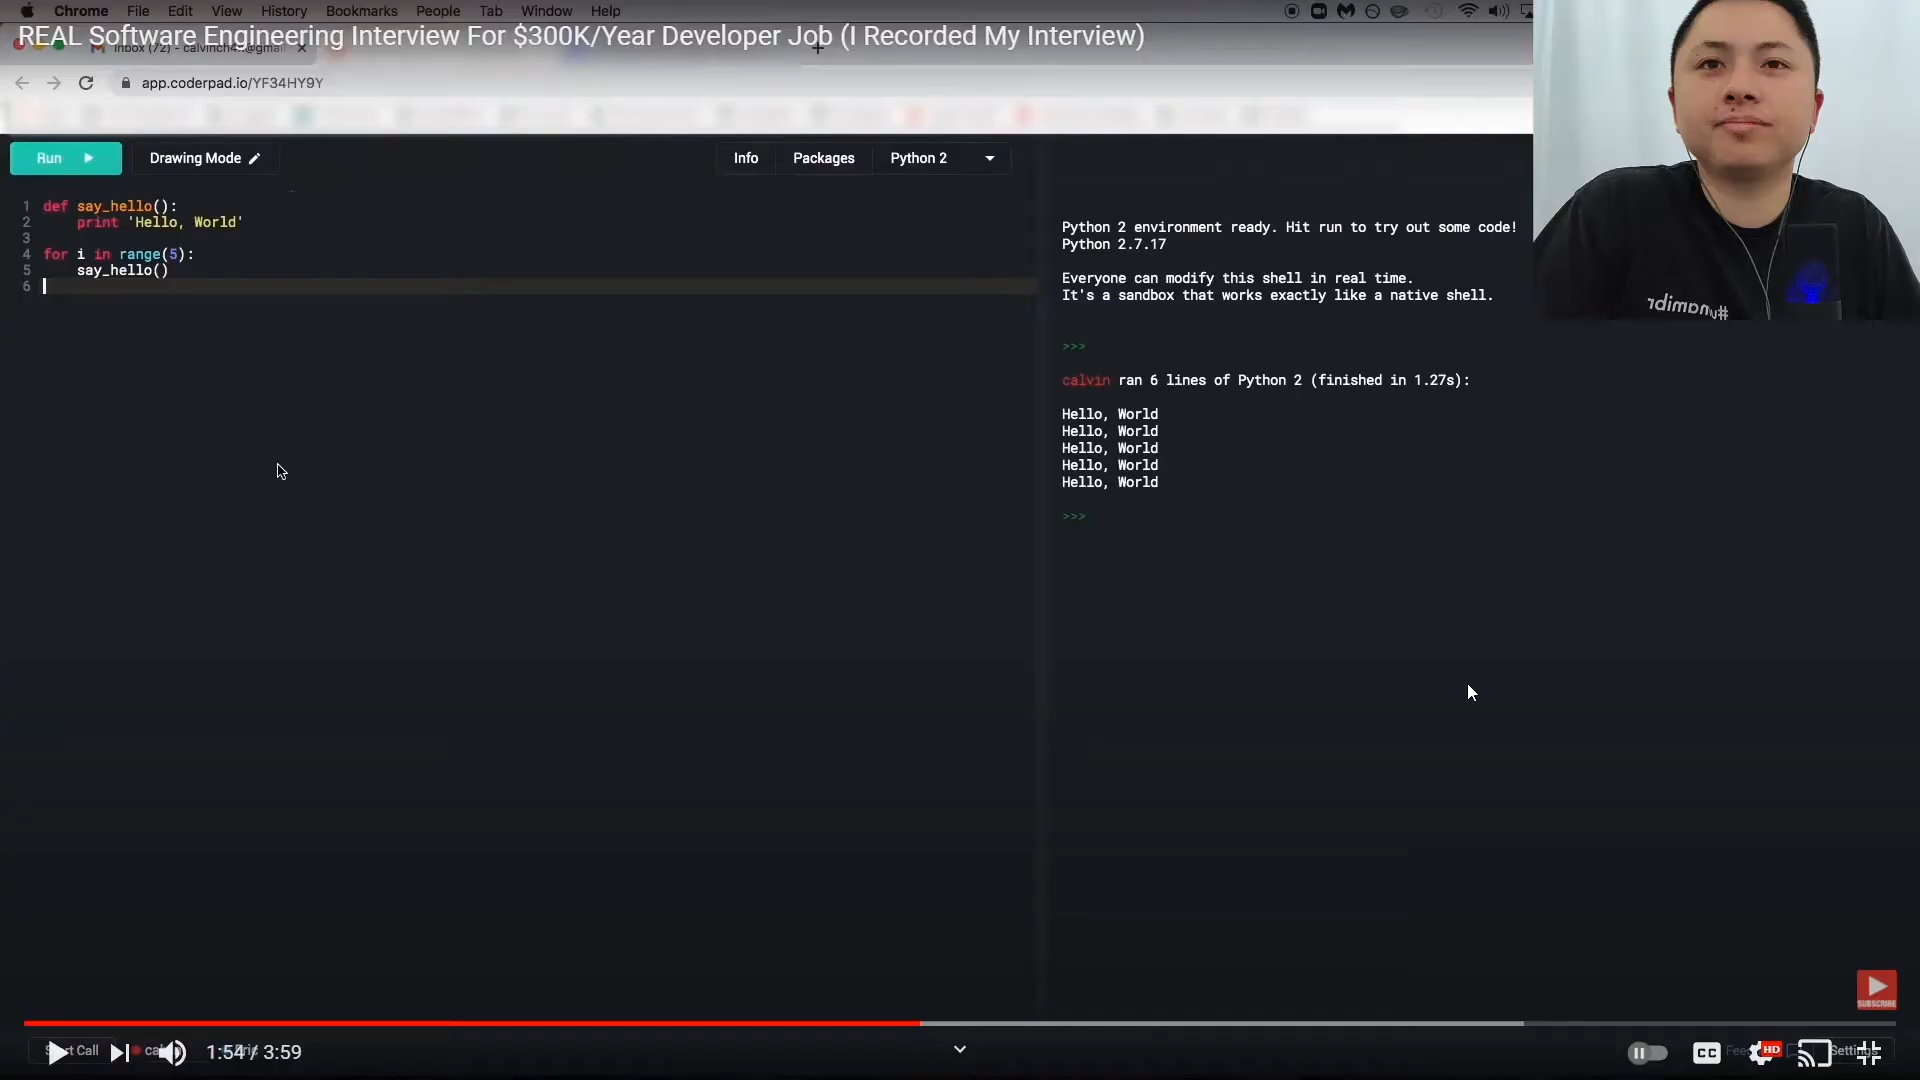 Chrome File Edit View History Bookmarks People Tab Window Help
REAL Software Engineering Interview For $300K/Year Developer Job (I Recorded My Interview)
app.coderpad.io/YF34HY9Y
Run Drawing Mode Info Packages Python 2
1 def say_hello():
2 print 'Hello, World'
3
4 for i in range(5):
5 say_hello()
6
Python 2 environment ready. Hit run to try out some code!
Python 2.7.17
Everyone can modify this shell in real time.
It's a sandbox that works exactly like a native shell.
>>>
calvin ran 6 lines of Python 2 (finished in 1.27s):
Hello, World
Hello, World
Hello, World
Hello, World
Hello, World
>>>
SUBSCRIBE
Call
1:54 / 3:59
CC
HD
Settings